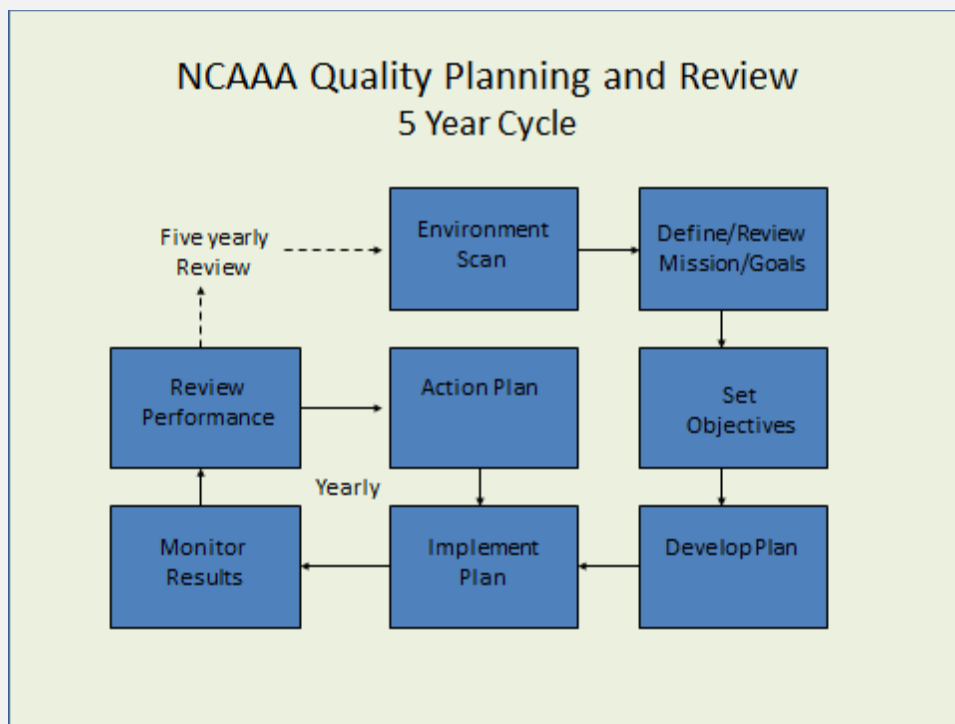 NCAAA Quality Planning and Review
5 Year Cycle
Five yearly
Review
Environment
Scan
Define/Review
Mission/Goals
Review
Performance
Action Plan
Set
Objectives
Yearly
Monitor
Results
Implement
Plan
Develop Plan